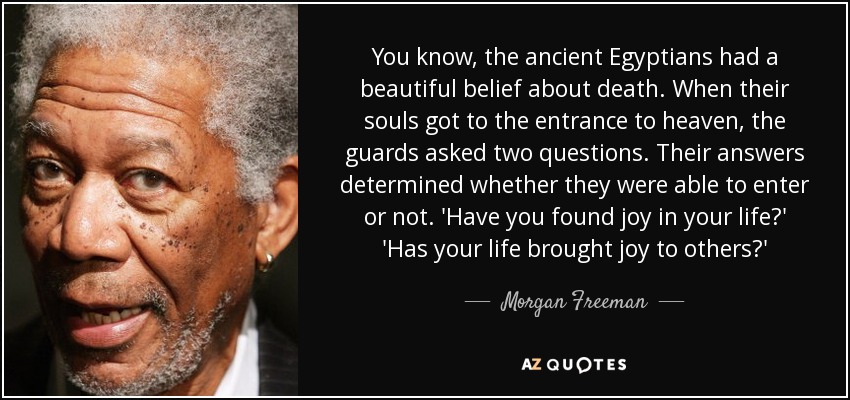 You know, the ancient Egyptians had a
beautiful belief about death. When their
souls got to the entrance to heaven, the
guards asked two questions. Their answers
determined whether they were able to enter
or not. 'Have you found joy in your life?'
'Has your life brought joy to others?'
Morgan Freeman
AZ QUOTES